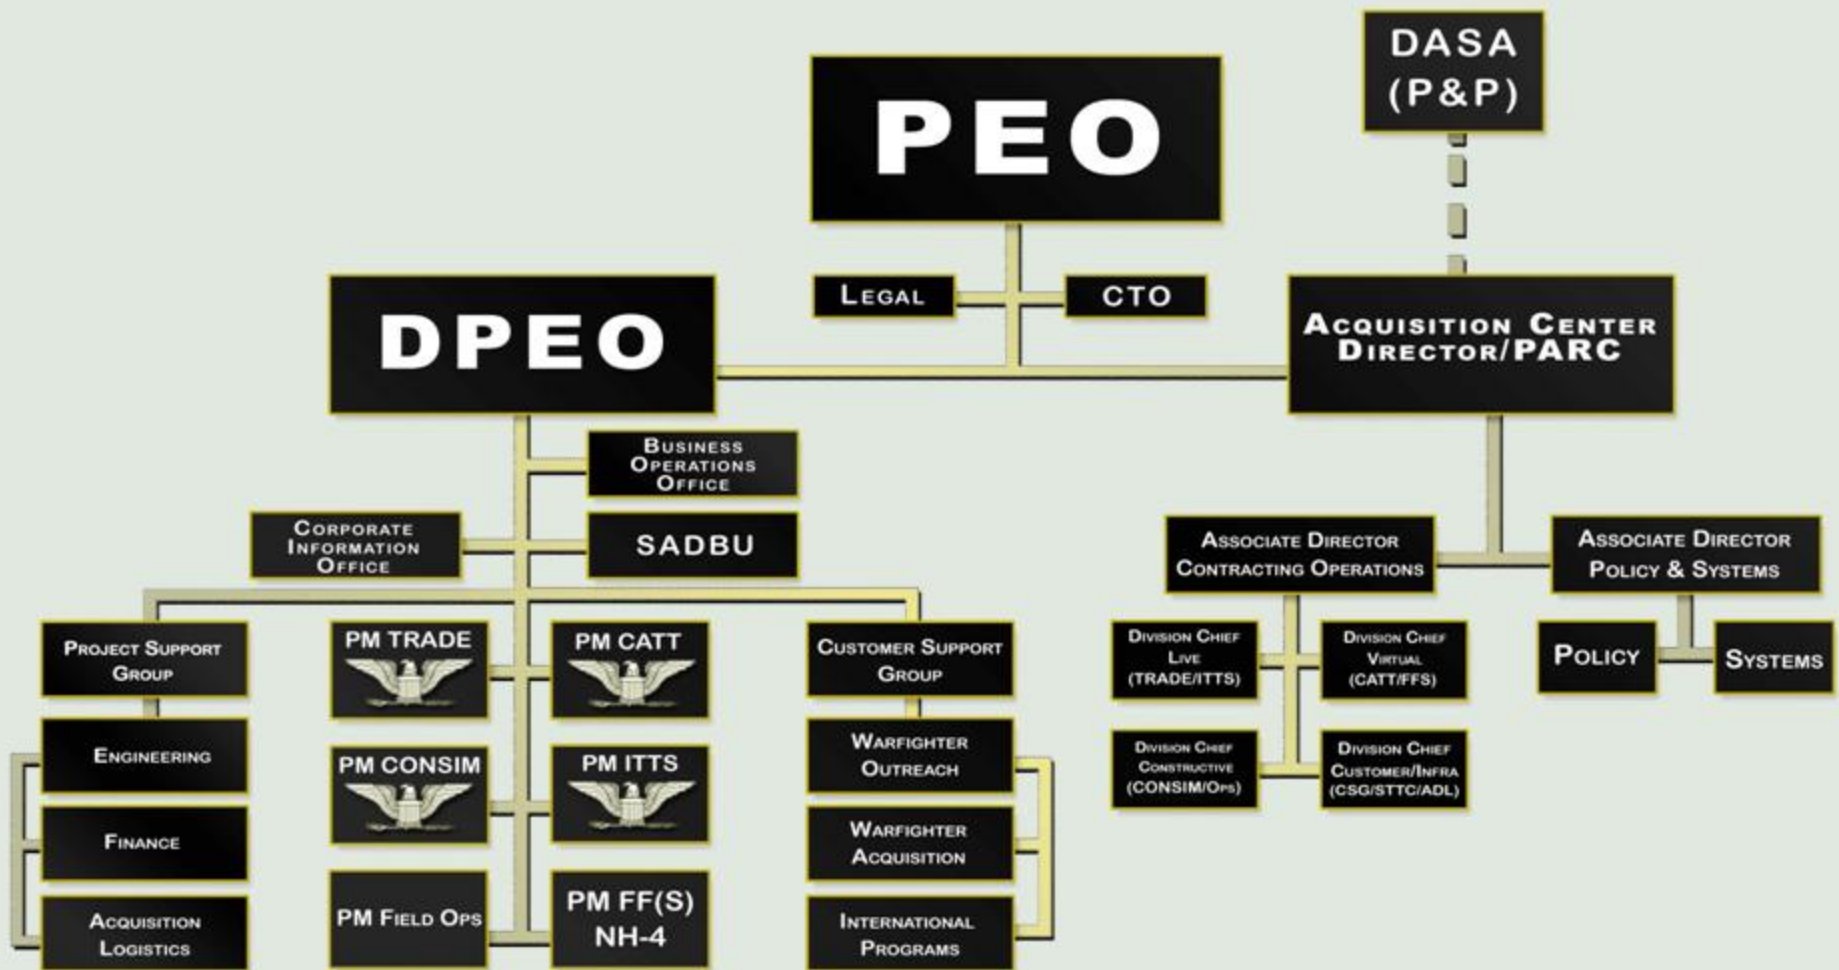 DASA
(P&P)
PEO
LEGAL
CTO
DPEO
ACQUISITION CENTER
DIRECTOR/PARC
BUSINESS
OPERATIONS
OFFICE
CORPORATE
INFORMATION
OFFICE
SADBU
ASSOCIATE DIRECTOR
CONTRACTING OPERATIONS
ASSOCIATE DIRECTOR
POLICY & SYSTEMS
PROJECT SUPPORT
GROUP
PM TRADE
PM CATT
CUSTOMER SUPPORT
GROUP
DIVISION CHIEF
LIVE
(TRADE/ITTS)
DIVISION CHIEF
VIRTUAL
(CATT/FFS)
POLICY
SYSTEMS
ENGINEERING
PM CONSIM
PM ITTS
WARFIGHTER
OUTREACH
DIVISION CHIEF
CONSTRUCTIVE
(CONSIM/OPS)
DIVISION CHIEF
CUSTOMER/INFRA
(CSG/STTC/ADL)
FINANCE
WARFIGHTER
ACQUISITION
ACQUISITION
LOGISTICS
PM FIELD OPS
PM FF(S)
NH-4
INTERNATIONAL
PROGRAMS